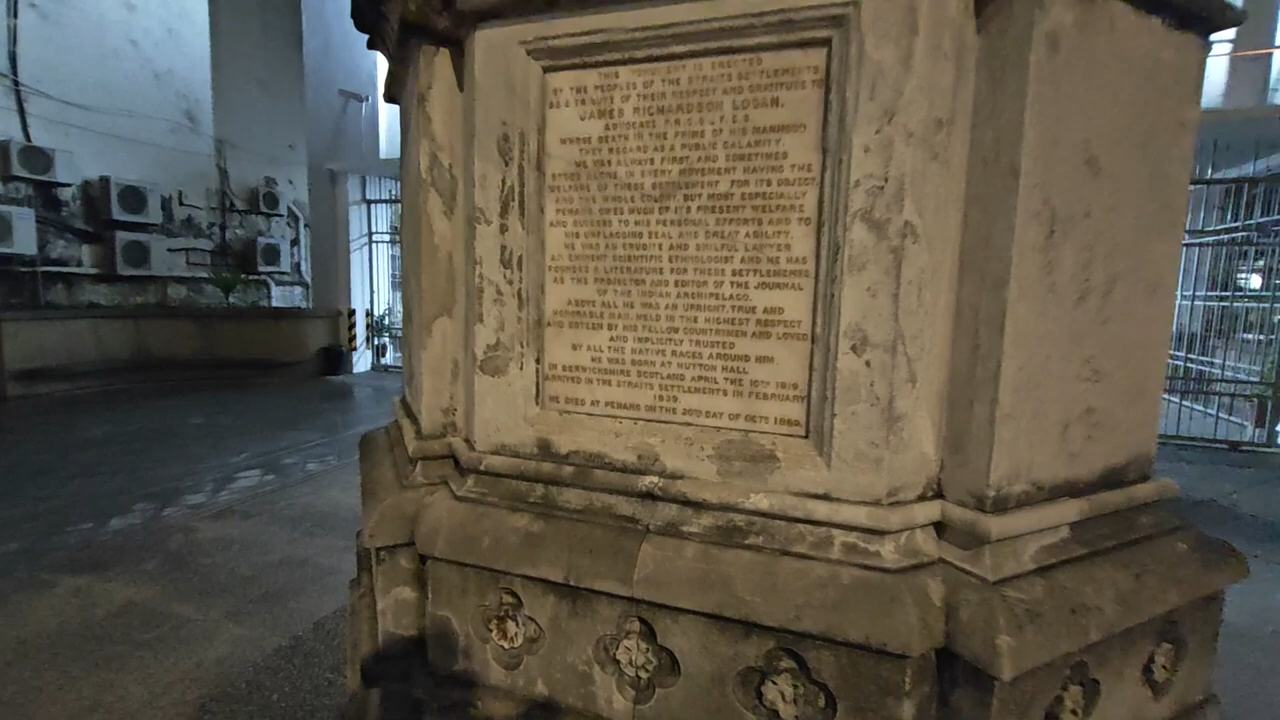 THIS MONUMENT IS ERECTED
BY THE PEOPLES OF THE STRAITS SETTLEMENTS
AS A TRIBUTE OF THEIR RESPECT AND GRATITUDE TO
JAMES RICHARDSON LOGAN,
ADVOCATE F.R.G.S & F.E.S.
WHOSE DEATH IN THE PRIME OF HIS MANHOOD
THEY REGARD AS A PUBLIC CALAMITY.
HE WAS ALWAYS FIRST, AND SOMETIMES
STOOD ALONE, IN EVERY MOVEMENT HAVING THE
WELFARE OF THESE SETTLEMENT, FOR ITS OBJECT,
AND THE WHOLE COLONY, BUT MOST ESPECIALLY
PENANG, OWES MUCH OF ITS PRESENT WELFARE
AND SUCCESS TO HIS PERSONAL EFFORTS AND TO
HIS UNFLAGGING ZEAL AND GREAT ABILITY.
HE WAS AN ERUDITE AND SKILFUL LAWYER
AN EMINENT SCIENTIFIC ETHNOLOGIST AND HE HAS
FOUNDED A LITERATURE FOR THESE SETTLEMENTS
AS THE PROJECTOR AND EDITOR OF THE JOURNAL
OF THE INDIAN ARCHIPELAGO.
ABOVE ALL HE WAS AN UPRIGHT, TRUE AND
HONORABLE MAN, HELD IN THE HIGHEST RESPECT
AND ESTEEM BY HIS FELLOW COUNTRYMEN AND LOVED
AND IMPLICITLY TRUSTED
BY ALL THE NATIVE RACES AROUND HIM.
HE WAS BORN AT HUTTON HALL
IN BERWICKSHIRE SCOTLAND APRIL THE 10TH 1819,
ARRIVED IN THE STRAITS SETTLEMENTS IN FEBRUARY
1839.
HE DIED AT PENANG ON THE 20TH DAY OF OCTR 1869.